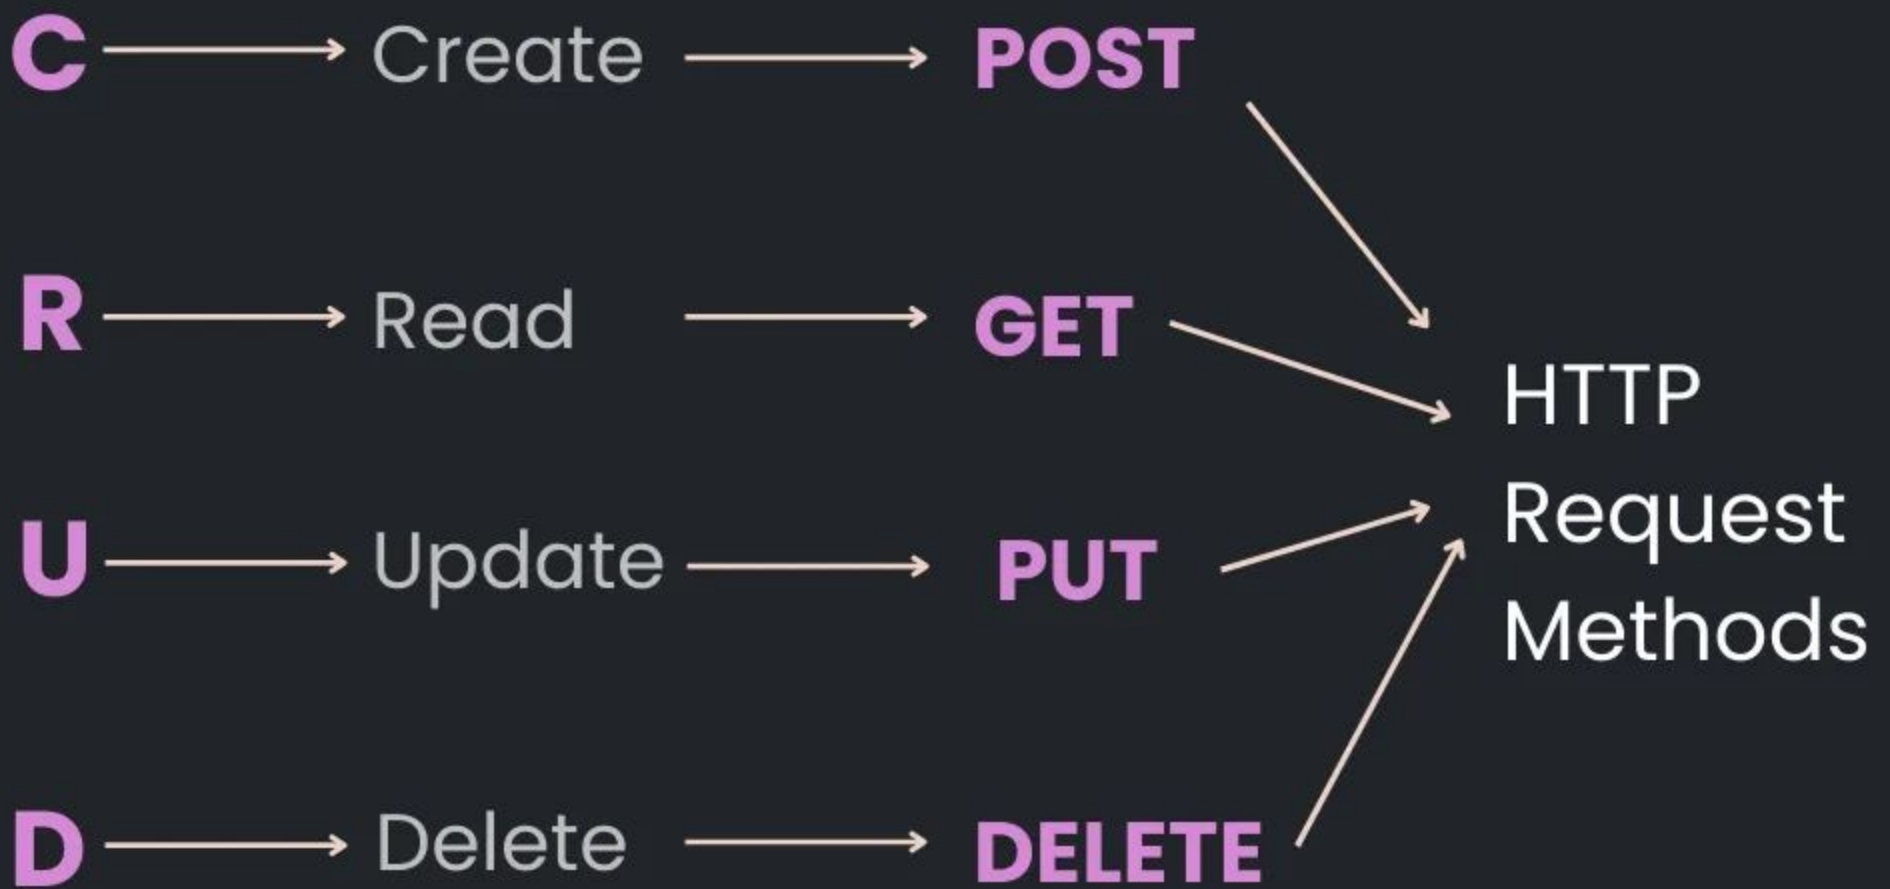 C Create POST
R Read GET
U Update PUT
D Delete DELETE
HTTP
Request
Methods